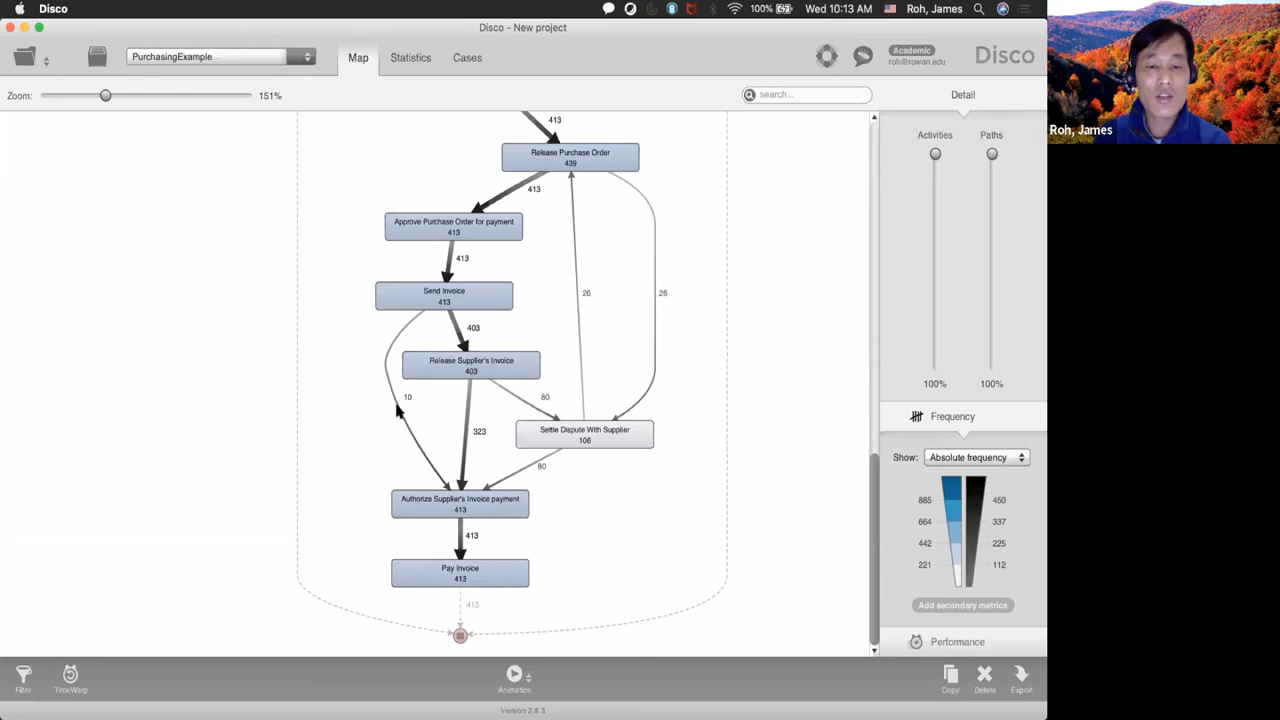 Disco
100%
Wed 10:13 AM
Roh, James
Disco - New project
PurchasingExample
Map
Statistics
Cases
Academic
roh@rowan.edu
Disco
Zoom:
151%
search...
Detail
Roh, James
413
Activities
Paths
Release Purchase Order
439
413
Approve Purchase Order for payment
413
413
Send Invoice
413
26
26
403
Release Supplier's Invoice
403
10
80
100%
100%
323
Settle Dispute With Supplier
106
Frequency
80
Show:
Absolute frequency
Authorize Supplier's Invoice payment
413
885
450
664
337
413
442
225
Pay Invoice
413
221
112
413
Add secondary metrics
Performance
Filter
TimeWarp
Animation
Copy
Delete
Export
Version 2.8.3